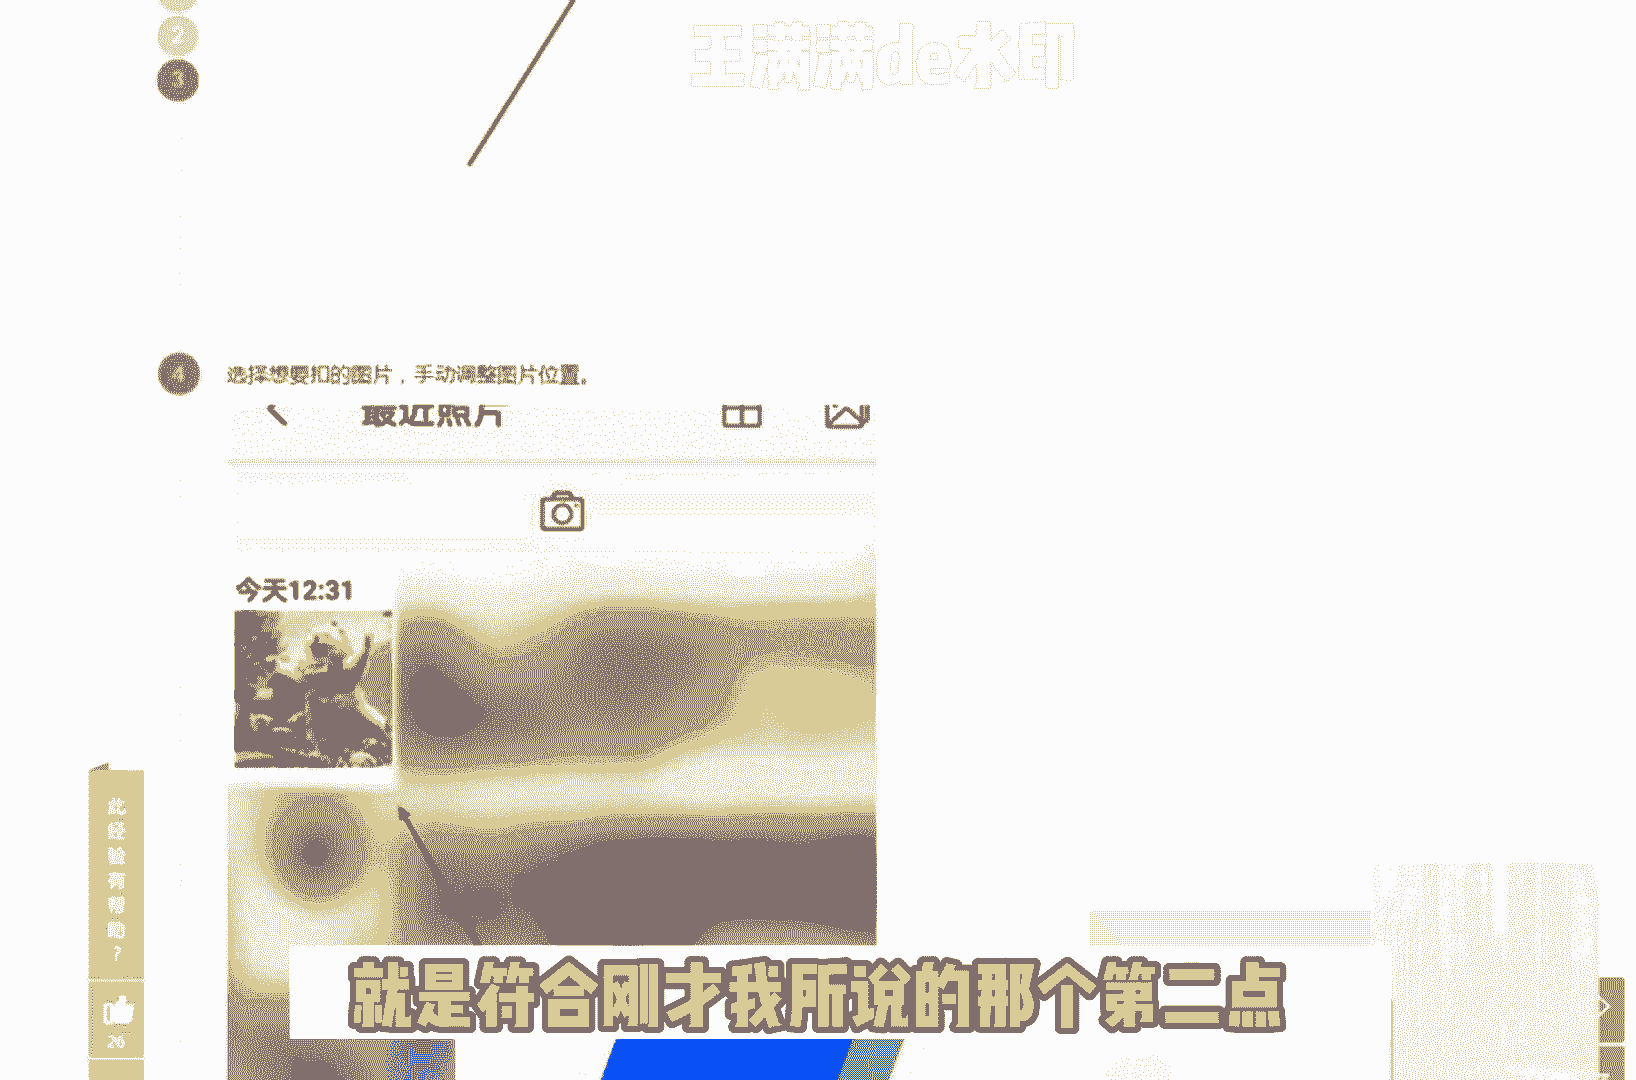 王满满de水印
2
3
4 选择想要扣的图片，手动调整图片位置。
最近照片
今天12:31
此经验有帮助?
26
就是符合刚才我所说的那个第二点